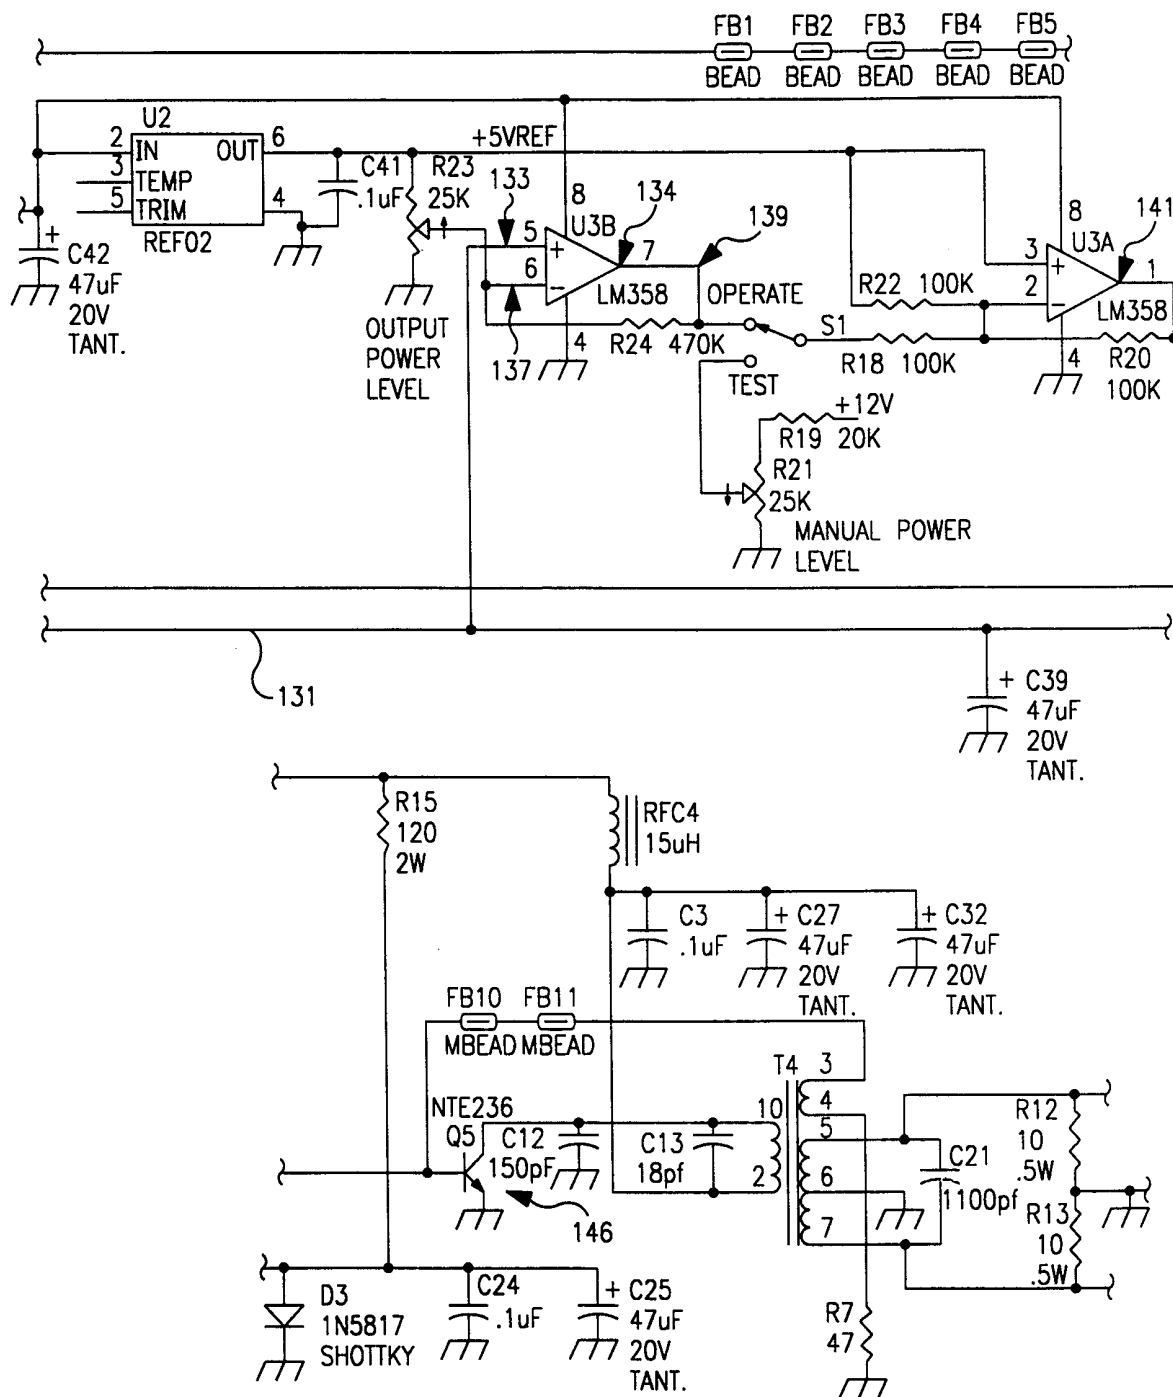 FB1 FB2 FB3 FB4 FB5
BEAD BEAD BEAD BEAD BEAD
U2
2 IN OUT 6
3 TEMP
5 TRIM 4
REF02
+5VREF
C41
.1uF
R23
25K
133
134
139
141
+
C42
47uF
20V
TANT.
OUTPUT
POWER
LEVEL
8
U3B
5 +
6 −
7
LM358
4
137
R24 470K
OPERATE
S1
TEST
R22 100K
R18 100K
8
U3A
3 +
2 −
1
LM358
4
R20
100K
+12V
R19 20K
R21
25K
MANUAL POWER
LEVEL
131
+ C39
47uF
20V
TANT.
R15
120
2W
RFC4
15uH
C3
.1uF
+ C27
47uF
20V
TANT.
+ C32
47uF
20V
TANT.
FB10 FB11
MBEAD MBEAD
NTE236
Q5
C12
150pF
C13
18pf
T4
10
2
3
4
5
6
7
C21
1100pf
R12
10
.5W
R13
10
.5W
146
D3
1N5817
SHOTTKY
C24
.1uF
+ C25
47uF
20V
TANT.
R7
47